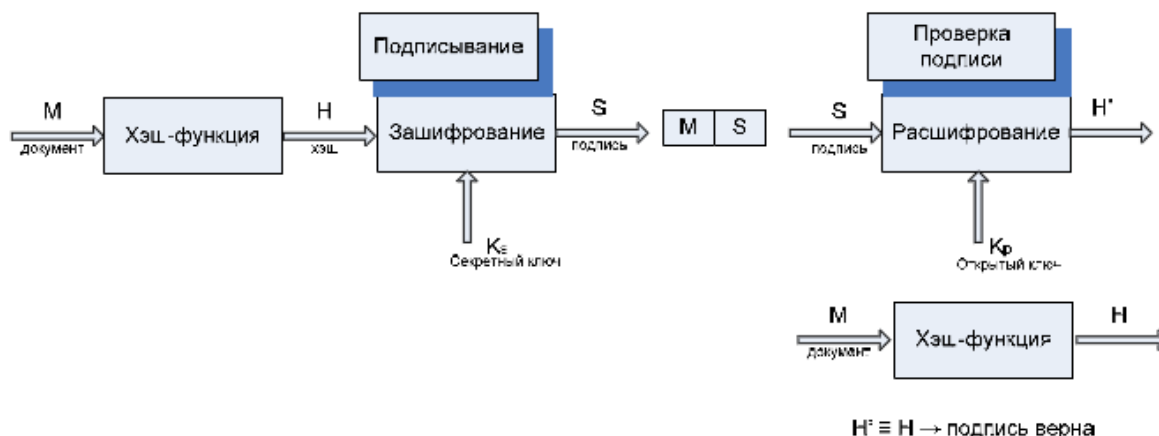 Подписывание
M
документ
Хэш-функция
H
хэш
Зашифрование
S
подпись
Ks
Секретный ключ
M S
Проверка
подписи
S
подпись
Расшифрование
H'
Kp
Открытый ключ
M
документ
Хэш-функция
H
H' ≡ H → подпись верна